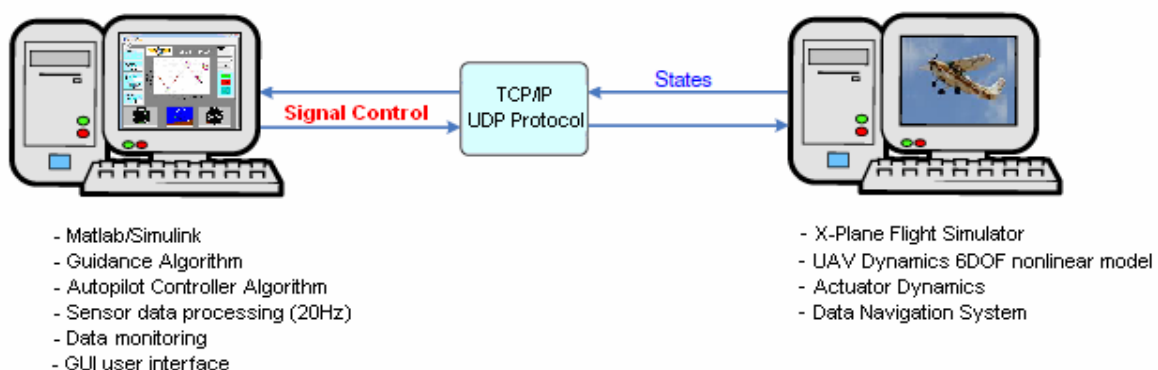 States
TCP/IP
UDP Protocol
Signal Control
- Matlab/Simulink
- Guidance Algorithm
- Autopilot Controller Algorithm
- Sensor data processing (20Hz)
- Data monitoring
- GUI user interface
- X-Plane Flight Simulator
- UAV Dynamics 6DOF nonlinear model
- Actuator Dynamics
- Data Navigation System